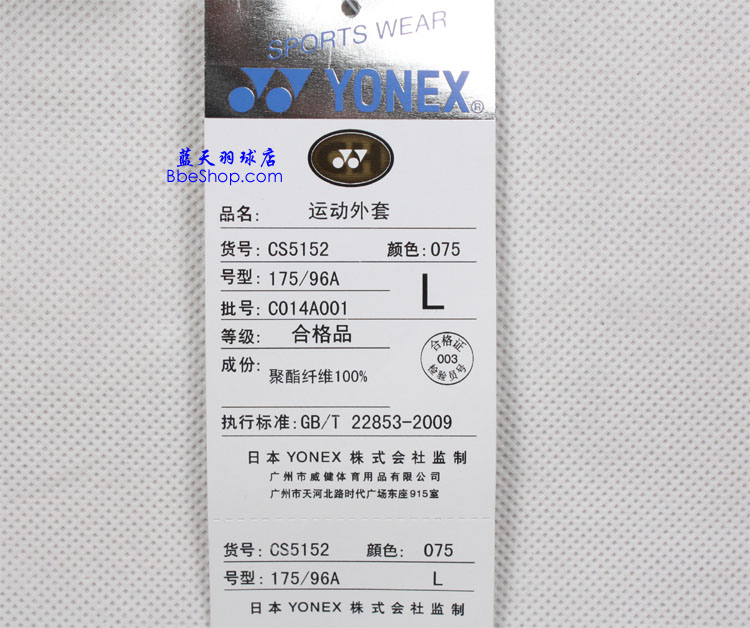 SPORTS WEAR
YONEX®
蓝天羽球店
BbeShop.com
品名: 运动外套
货号: CS5152 颜色: 075
号型: 175/96A
L
批号: C014A001
等级: 合格品
合格证
003
检验员号
成份: 聚酯纤维100%
执行标准: GB/T 22853-2009
日本 YONEX 株式会社监制
广州市威健体育用品有限公司
广州市天河北路时代广场东座915室
货号: CS5152 顔色: 075
号型: 175/96A L
日本 YONEX 株式会社监制